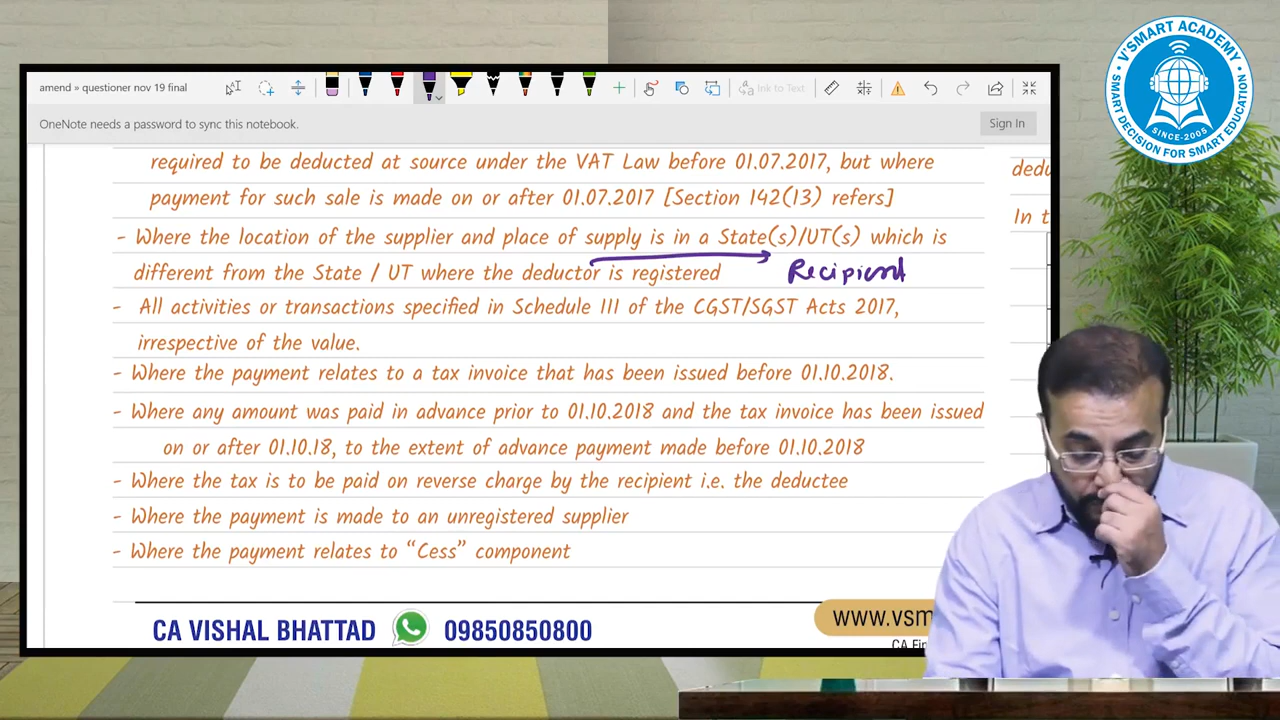 amend » questioner nov 19 final
Ink to Text
OneNote needs a password to sync this notebook.
Sign In
required to be deducted at source under the VAT Law before 01.07.2017, but where
payment for such sale is made on or after 01.07.2017 [Section 142(13) refers]
- Where the location of the supplier and place of supply is in a State(s)/UT(s) which is
different from the State / UT where the deductor is registered
Recipient
- All activities or transactions specified in Schedule III of the CGST/SGST Acts 2017,
irrespective of the value.
- Where the payment relates to a tax invoice that has been issued before 01.10.2018.
- Where any amount was paid in advance prior to 01.10.2018 and the tax invoice has been issued
on or after 01.10.18, to the extent of advance payment made before 01.10.2018
- Where the tax is to be paid on reverse charge by the recipient i.e. the deductee
- Where the payment is made to an unregistered supplier
- Where the payment relates to “Cess” component
dedu
In t
CA VISHAL BHATTAD 09850850800
www.vsm
CA Fin
V'SMART ACADEMY
SINCE-2005
SMART DECISION FOR SMART EDUCATION